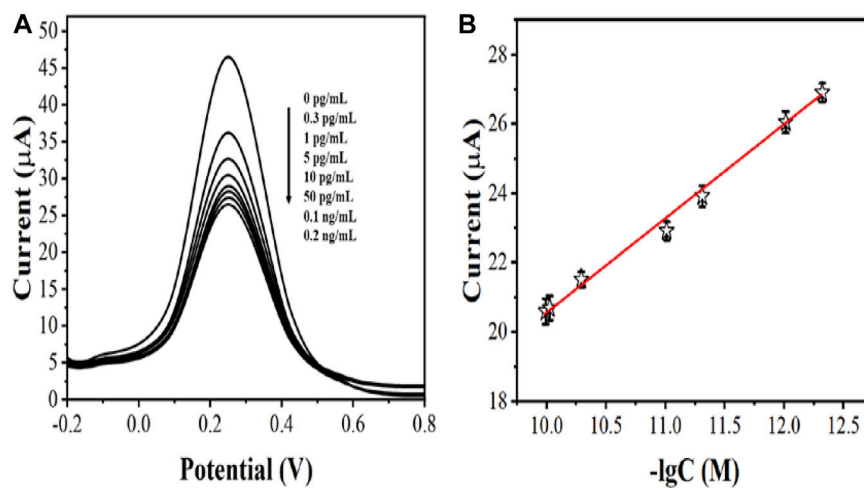 A
50
45
40
35
30
25
20
15
10
5
0
-0.2
0.0
0.2
0.4
0.6
0.8
Current (μA)
Potential (V)
0 pg/mL
0.3 pg/mL
1 pg/mL
5 pg/mL
10 pg/mL
50 pg/mL
0.1 ng/mL
0.2 ng/mL
B
28
26
24
22
20
18
10.0
10.5
11.0
11.5
12.0
12.5
Current (μA)
-lgC (M)